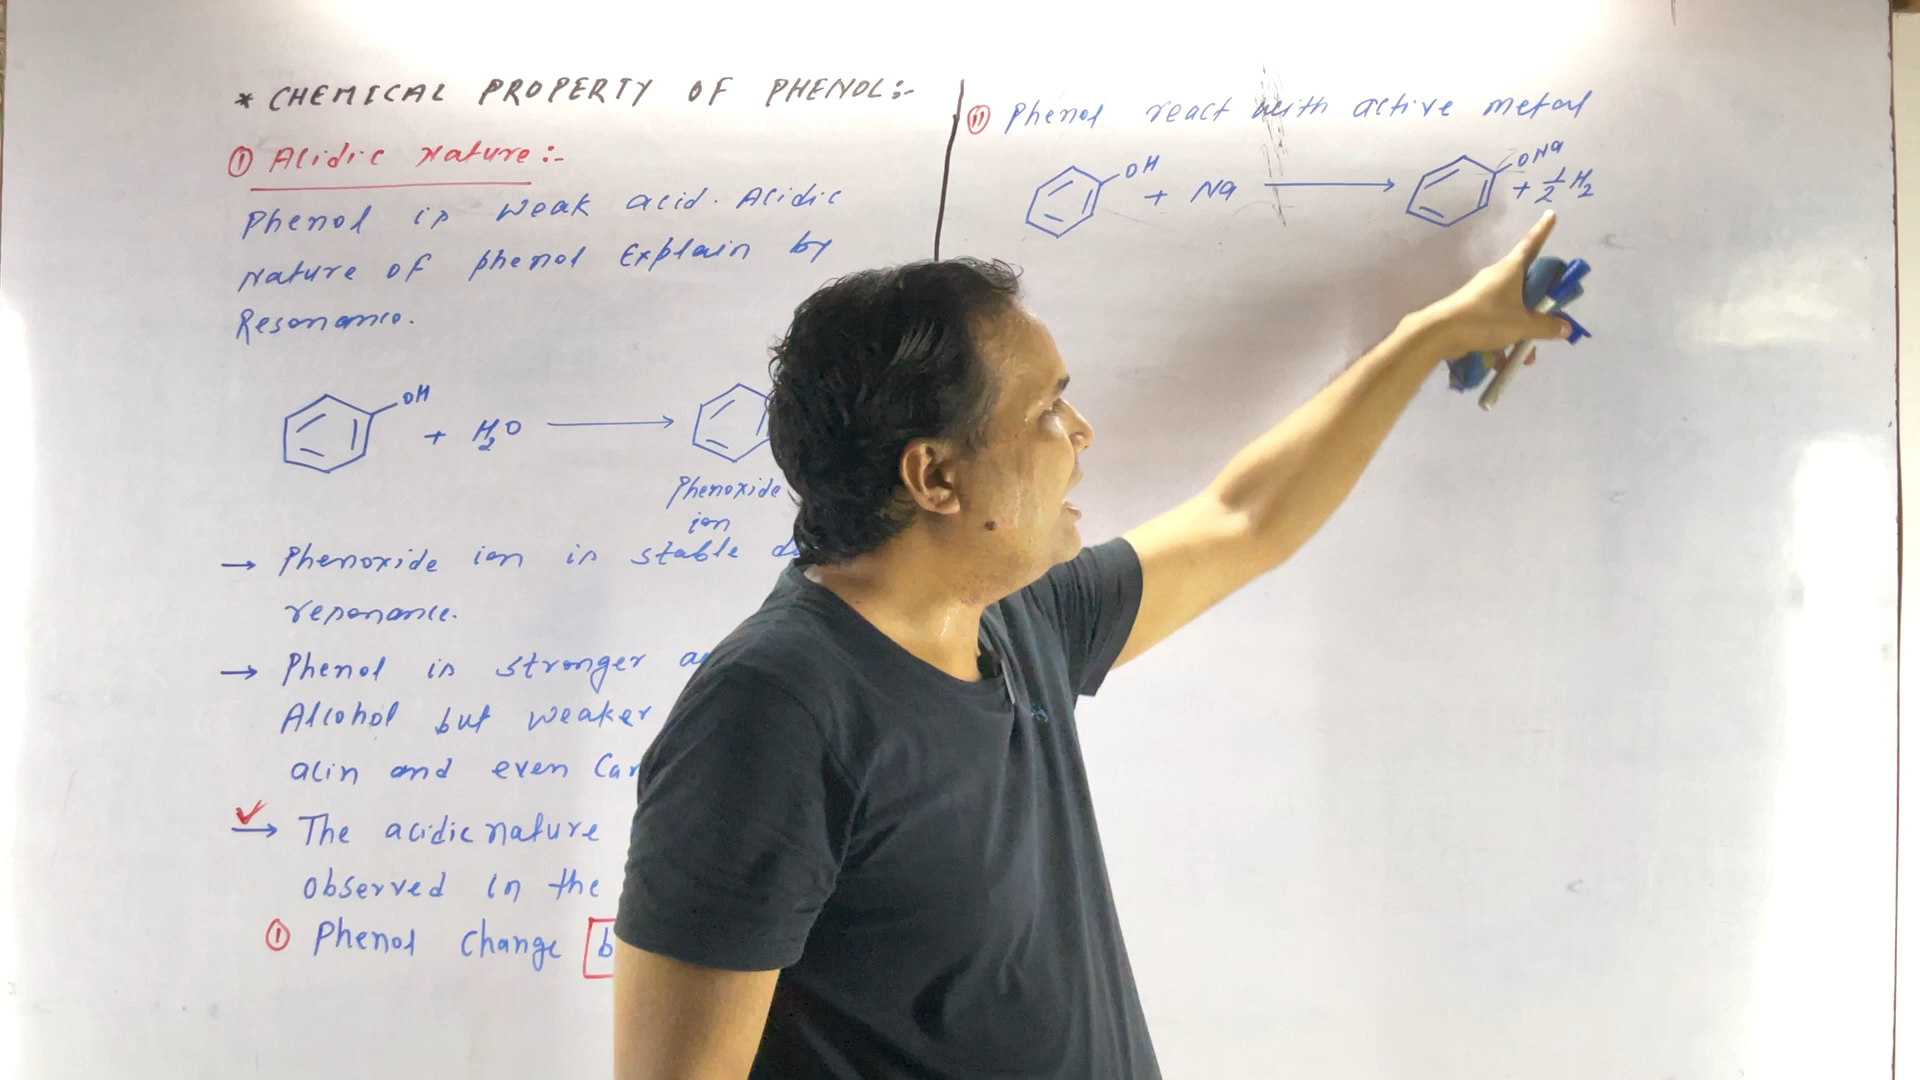 * CHEMICAL PROPERTY OF PHENOL:-
① Acidic Nature:-
Phenol is weak acid. Acidic
Nature of phenol Explain by
Resonance.
OH
+ H2O
Phenoxide
ion
→ Phenoxide ion is stable
resonance.
→ Phenol is stronger
Alcohol but weaker
acin and even Car
→ The acidic nature
observed in the
① Phenol change b
⑪ Phenol react with active metal
OH + Na → ONa + 1/2 H2